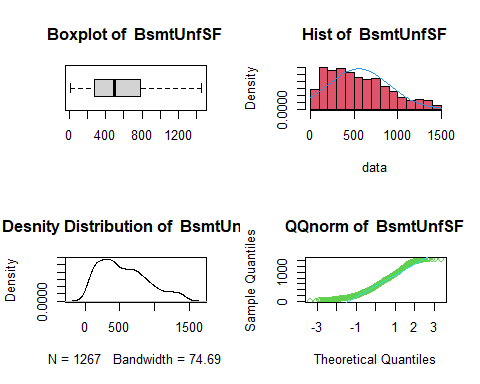 Boxplot of BsmtUnfSF
0 400 800 1200
Hist of BsmtUnfSF
Density
0.0000
0 500 1000 1500
data
Desnity Distribution of BsmtUn
Density
0.0000
0 500 1500
N = 1267 Bandwidth = 74.69
QQnorm of BsmtUnfSF
Sample Quantiles
0 1000
-3 -1 1 2 3
Theoretical Quantiles